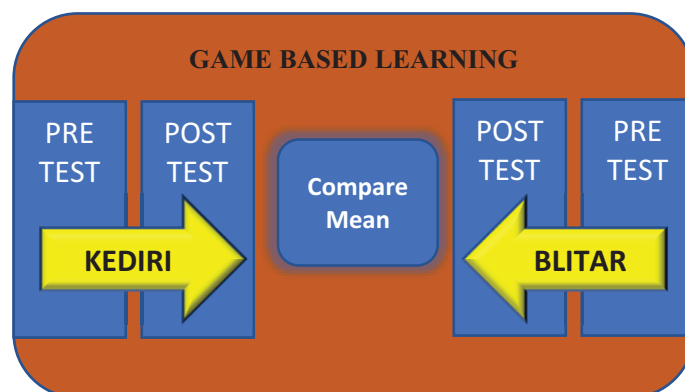 GAME BASED LEARNING
PRE
TEST
POST
TEST
Compare
Mean
POST
TEST
PRE
TEST
KEDIRI
BLITAR